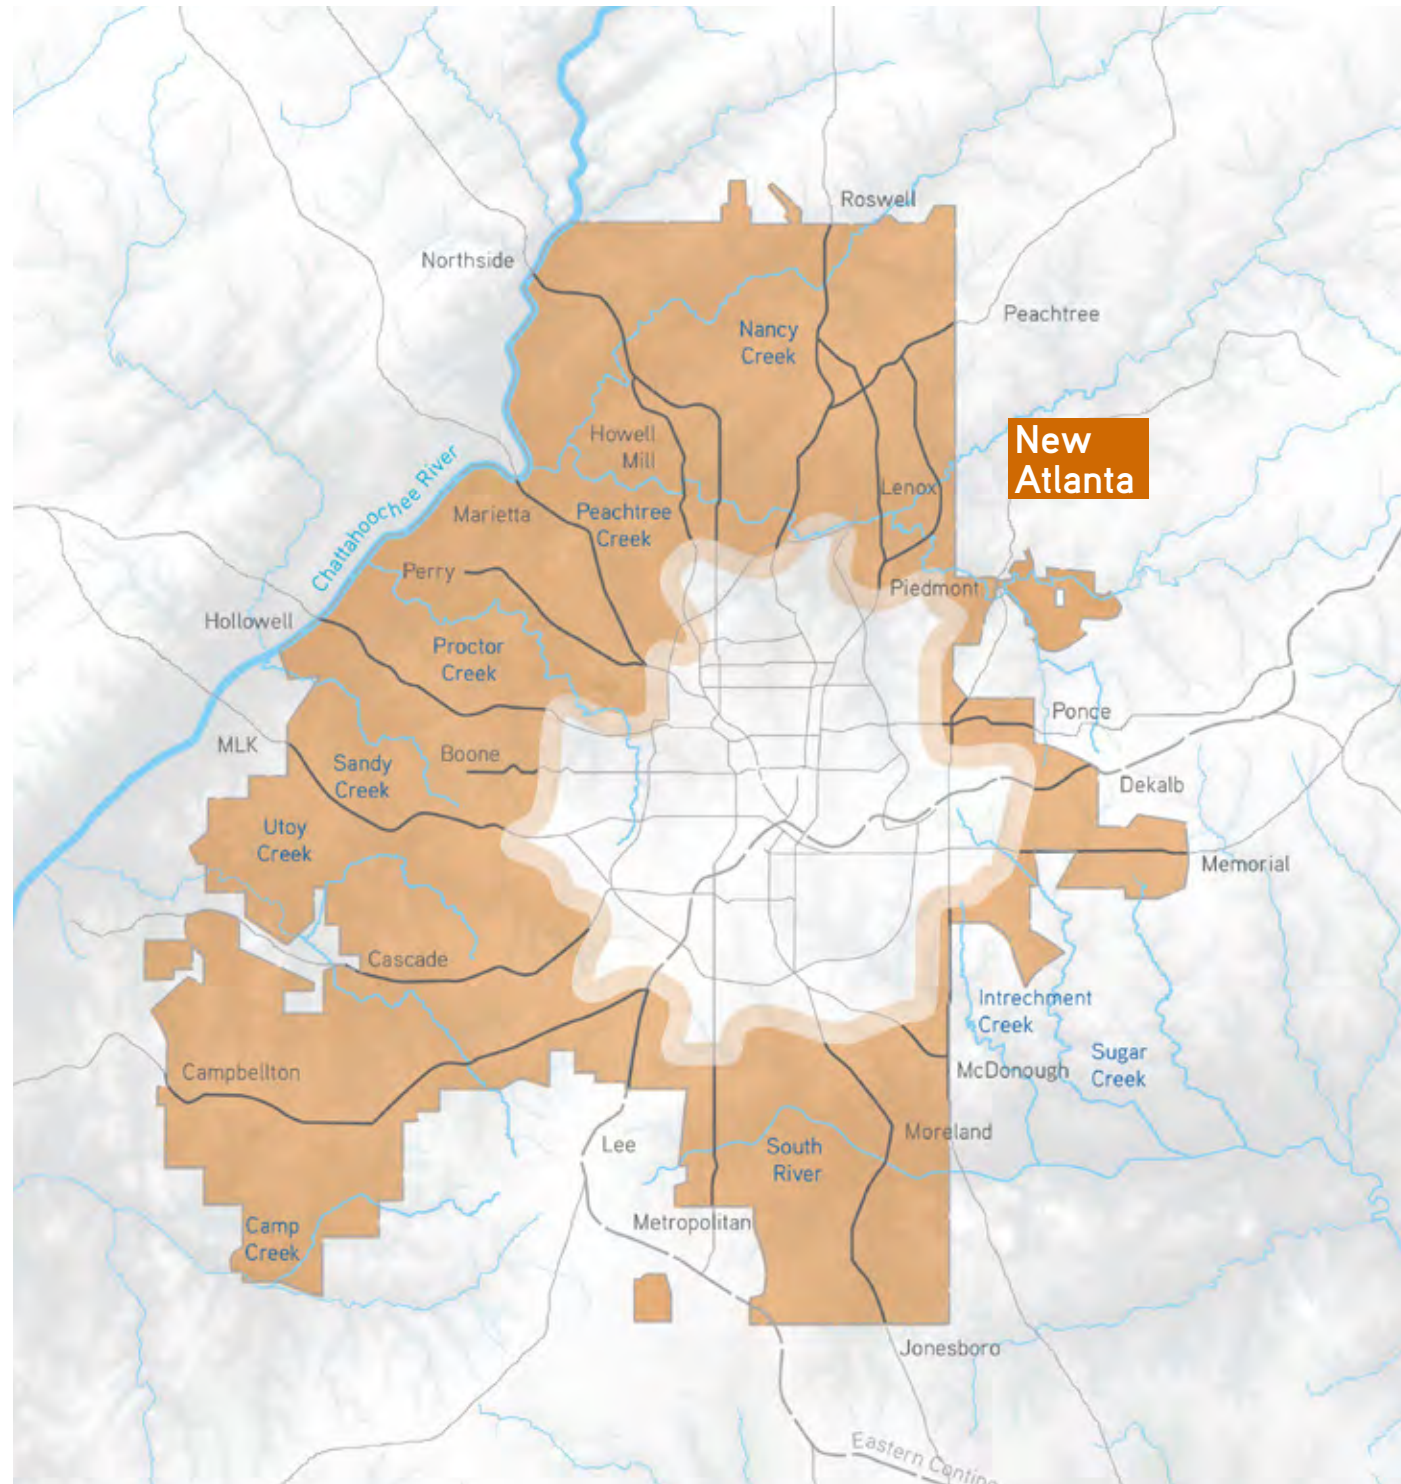 Roswell
Northside
Peachtree
Nancy
Creek
New
Atlanta
Howell
Mill
Chattahoochee River
Lenox
Marietta
Peachtree
Creek
Perry
Piedmont
Hollowell
Proctor
Creek
Ponce
MLK
Boone
Sandy
Creek
Dekalb
Utoy
Creek
Memorial
Cascade
Intrechment
Creek
Sugar
Creek
Campbellton
McDonough
Lee
South
River
Moreland
Camp
Creek
Metropolitan
Jonesboro
Eastern Contine